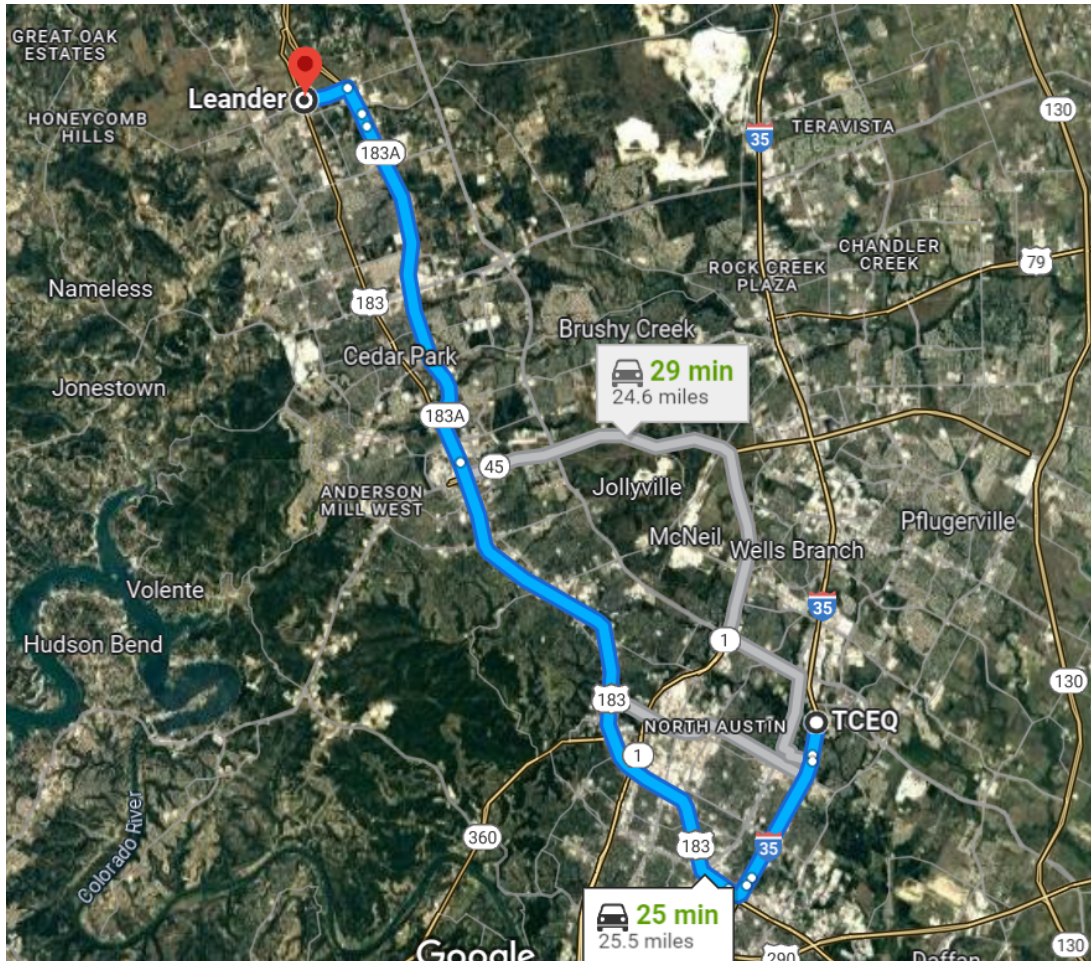 GREAT OAK
ESTATES
Leander
HONEYCOMB
HILLS
183A
35
TERAVISTA
130
CHANDLER
CREEK
79
ROCK CREEK
PLAZA
Nameless
183
Brushy Creek
Cedar Park
29 min
24.6 miles
Jonestown
183A
45
Jollyville
ANDERSON
MILL WEST
Pflugerville
McNeil
Wells Branch
Volente
35
Hudson Bend
1
130
183
NORTH AUSTIN
TCEQ
1
Colorado River
360
183
35
25 min
25.5 miles
Google
290
Daffan
130